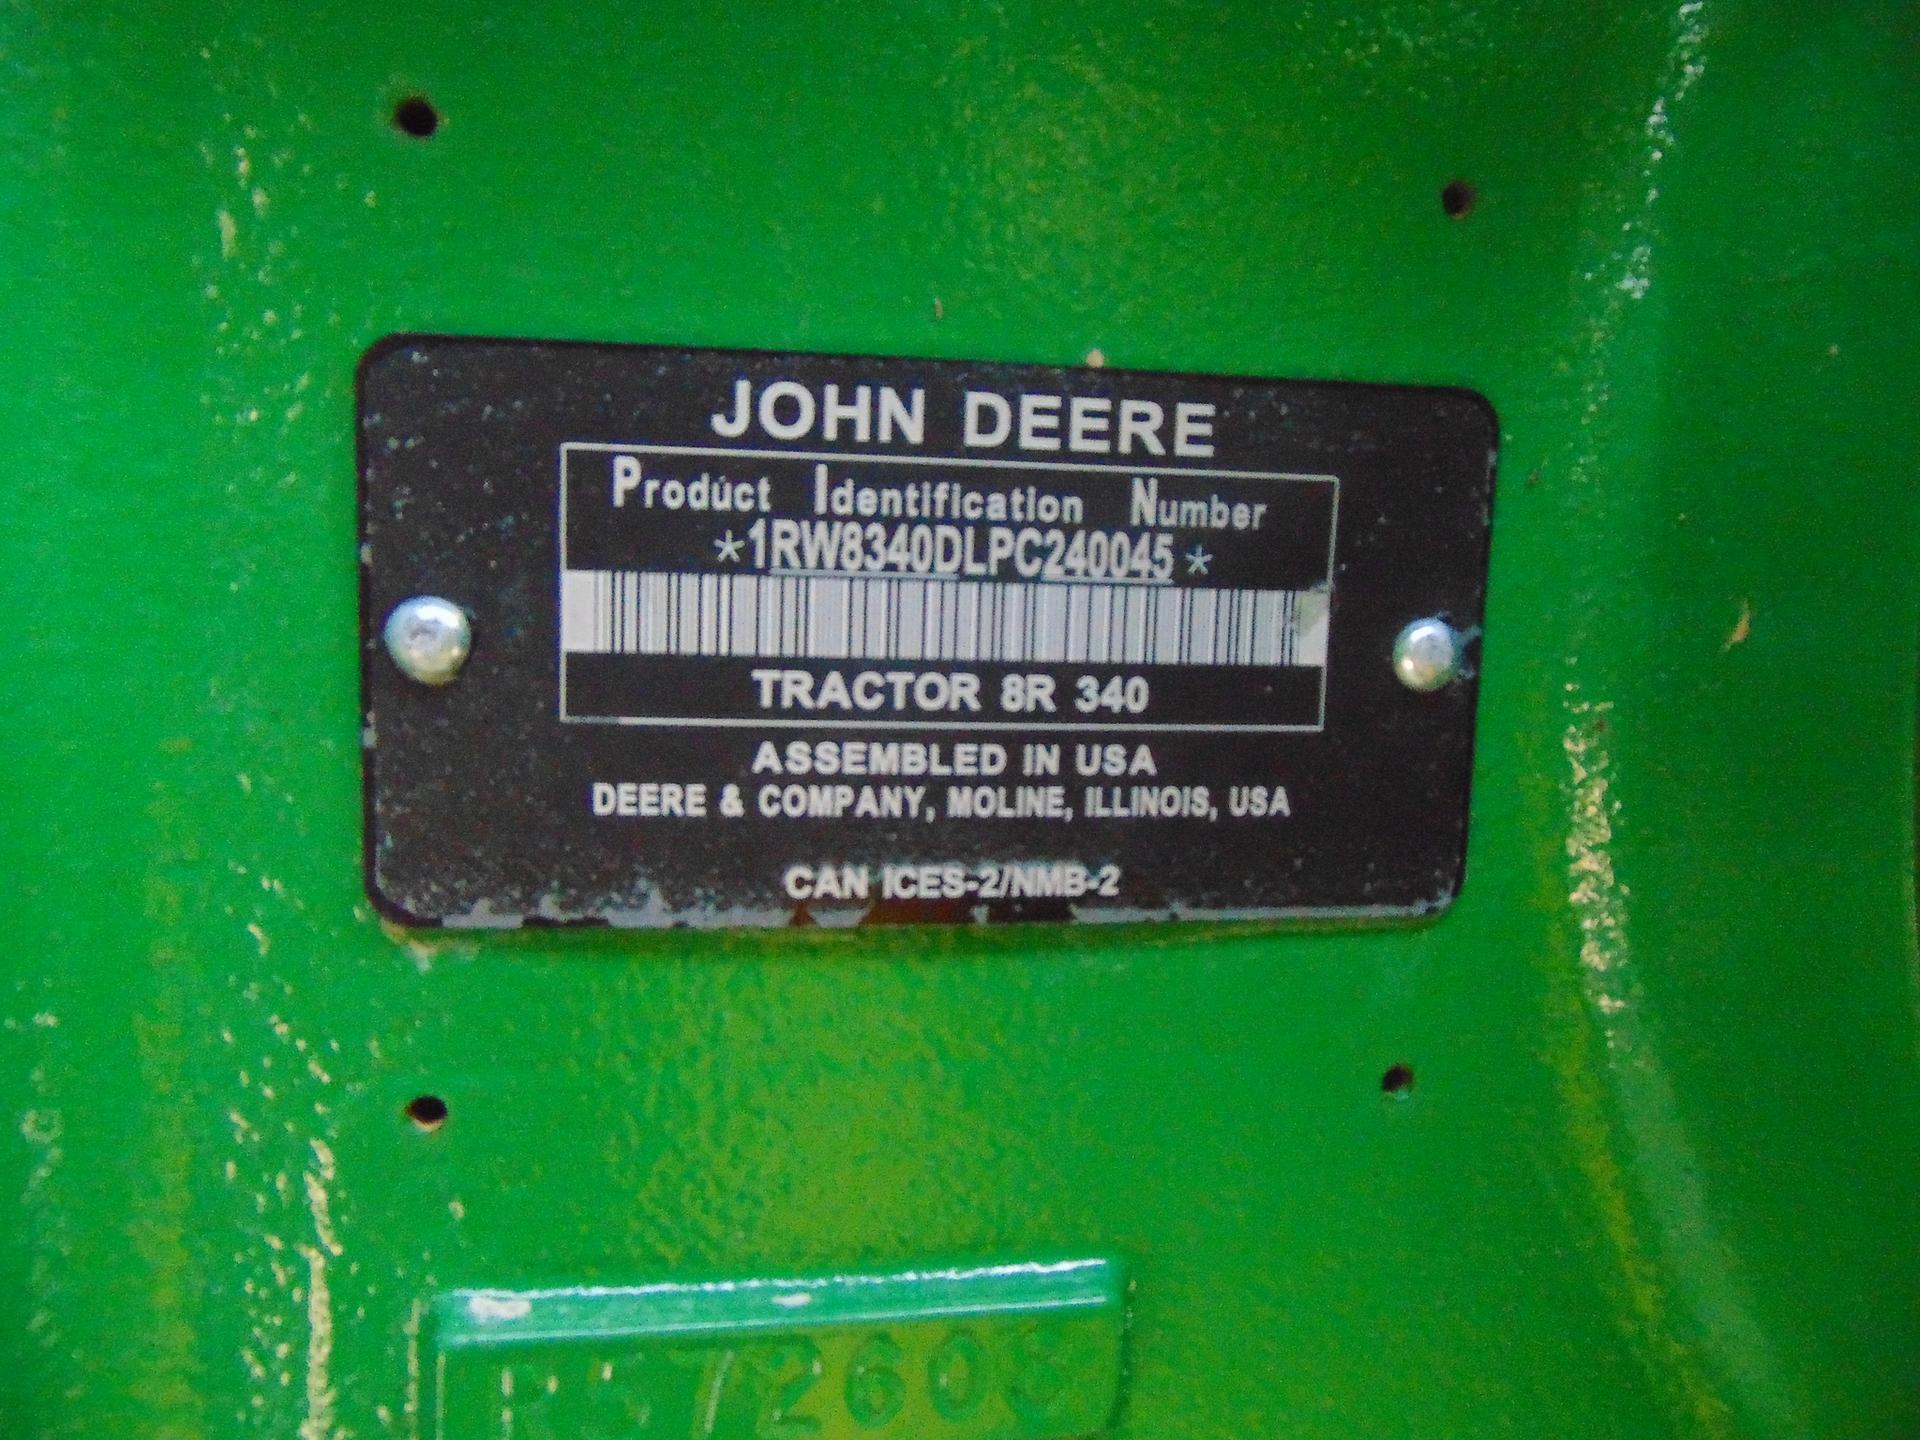 JOHN DEERE
Product Identification Number
*1RW8340DLPC240045*
TRACTOR 8R 340
ASSEMBLED IN USA
DEERE & COMPANY, MOLINE, ILLINOIS, USA
CAN ICES-2/NMB-2